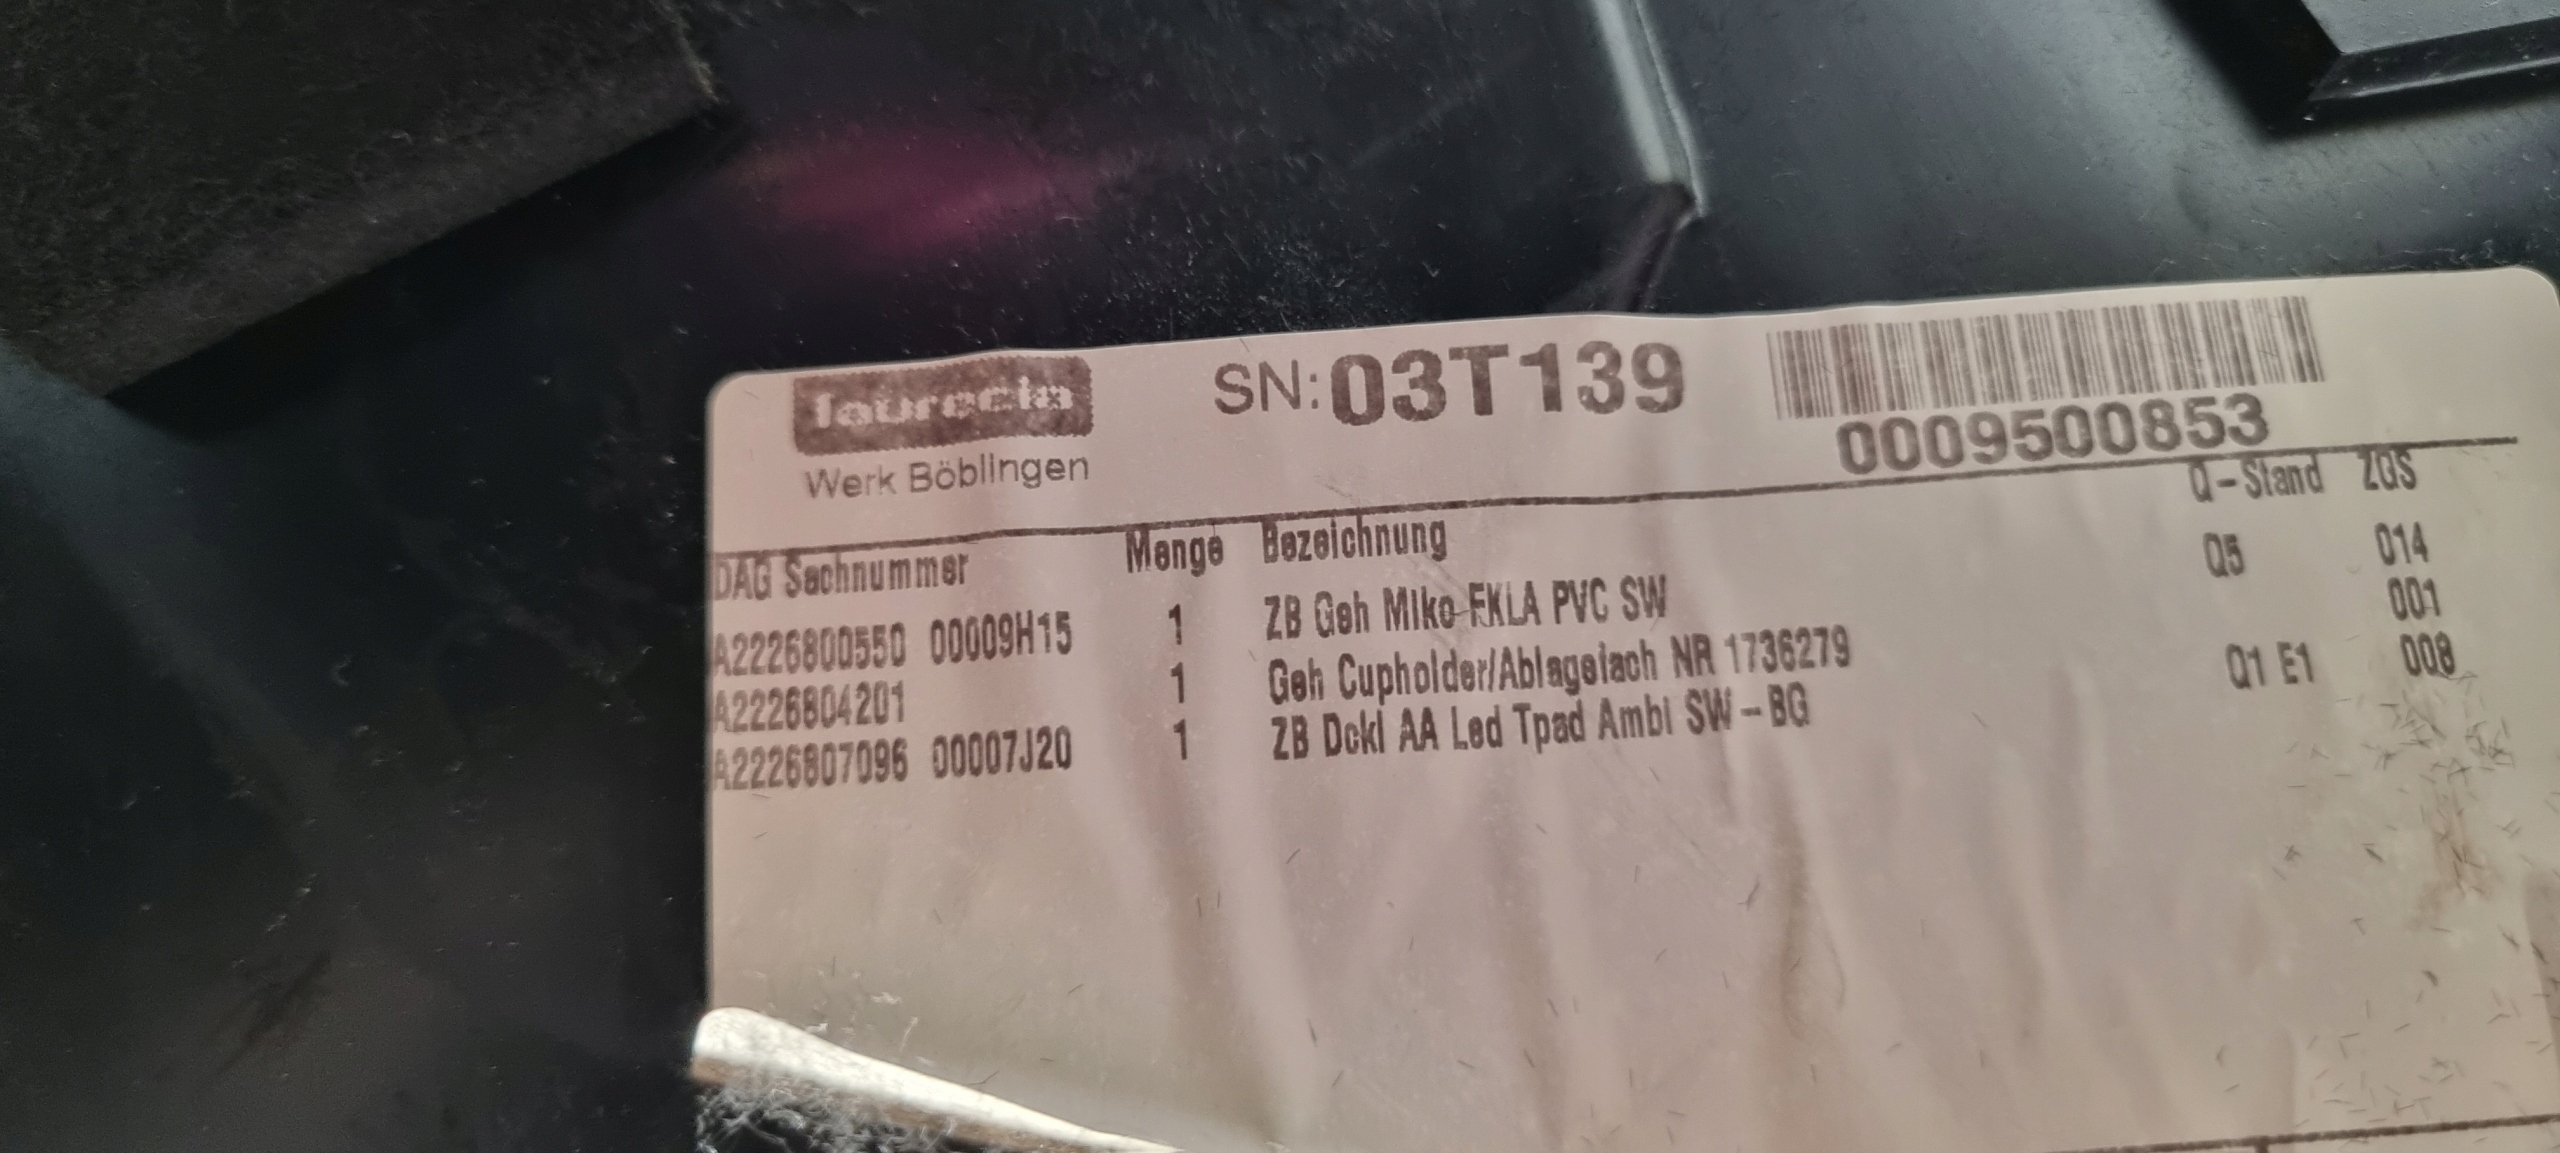 faurecia
Werk Böblingen
SN:03T139
0009500853
DAG Sachnummer Menge Bezeichnung Q-Stand ZGS
A2226800550 00009H15 1 ZB Geh Miko FKLA PVC SW Q5 014
A2226804201 1 Geh Cupholder/Ablagefach NR 1736279 001
A2226807096 00007J20 1 ZB Dckl AA Led Tpad Ambi SW-BG Q1 E1 008